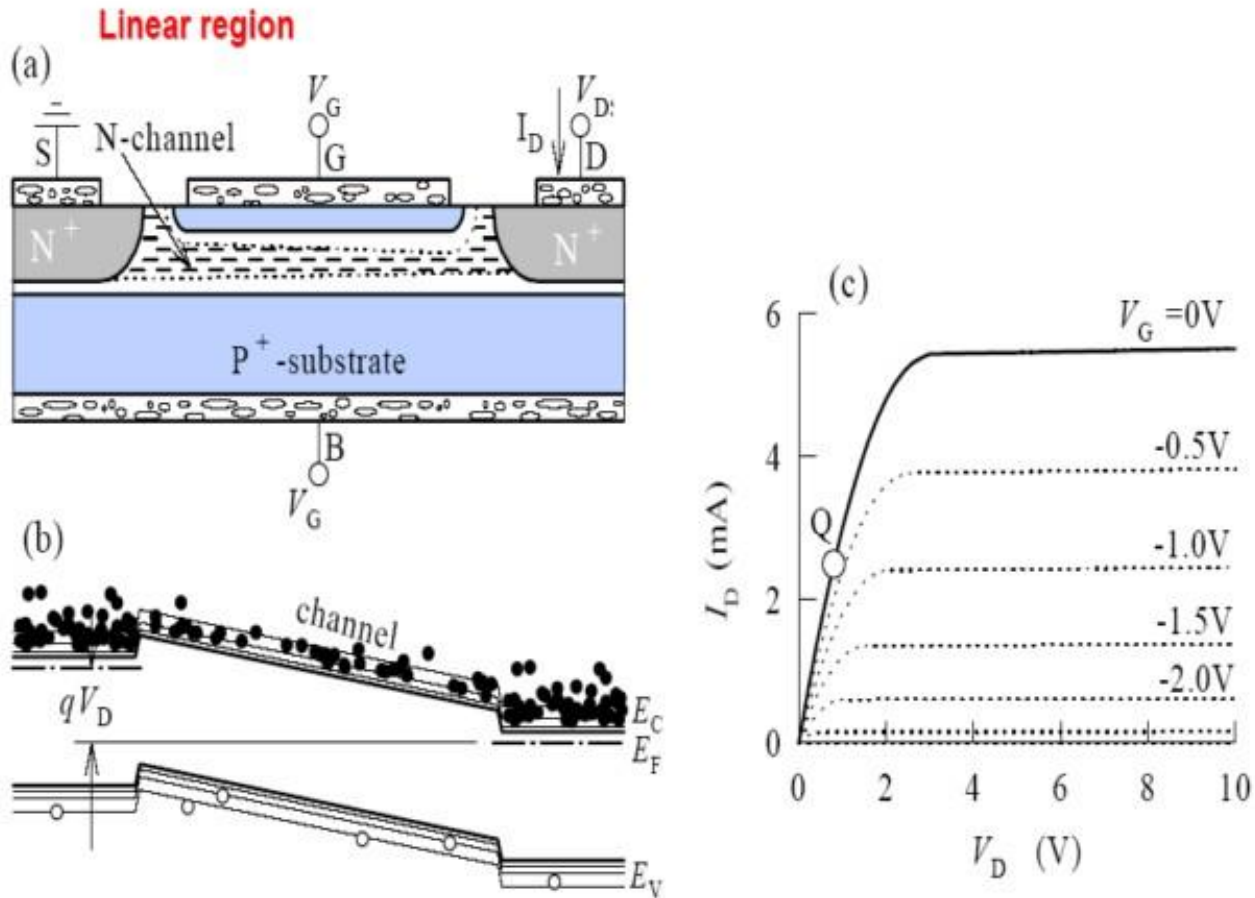 Linear region
(a)
V_G
V_DS
I_D
N-channel
S
G
D
N^+
N^+
P^+-substrate
B
V_G
(b)
channel
qV_D
E_C
E_F
E_V
(c)
6
V_G =0V
-0.5V
4
I_D (mA)
Q
-1.0V
2
-1.5V
-2.0V
0
0 2 4 6 8 10
V_D (V)